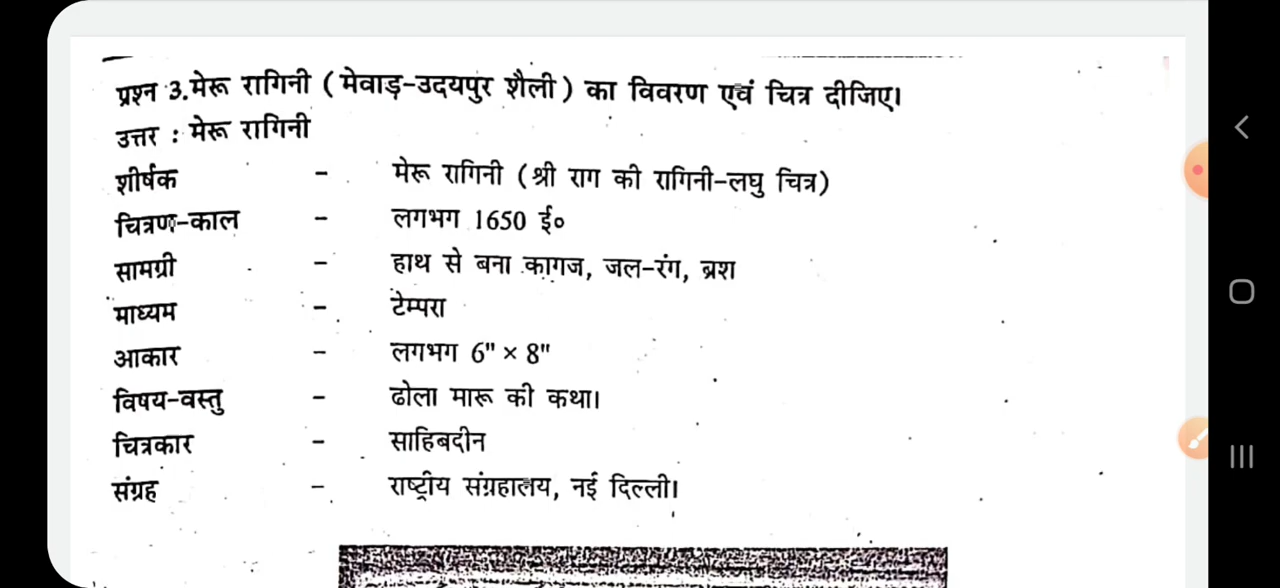 प्रश्न 3.मेरू रागिनी ( मेवाड़-उदयपुर शैली ) का विवरण एवं चित्र दीजिए।
उत्तर : मेरू रागिनी
शीर्षक - मेरू रागिनी ( श्री राग की रागिनी-लघु चित्र )
चित्रण-काल - लगभग 1650 ई०
सामग्री - हाथ से बना कागज, जल-रंग, ब्रश
माध्यम - टेम्परा
आकार - लगभग 6" × 8"
विषय-वस्तु - ढोला मारू की कथा।
चित्रकार - साहिबदीन
संग्रह - राष्ट्रीय संग्रहालय, नई दिल्ली।